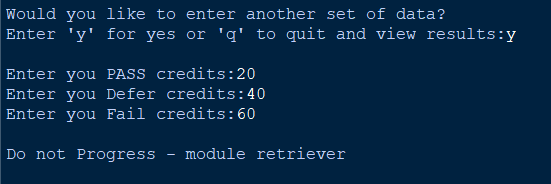 Would you like to enter another set of data?
Enter 'y' for yes or 'q' to quit and view results:y
Enter you PASS credits:20
Enter you Defer credits:40
Enter you Fail credits:60
Do not Progress - module retriever